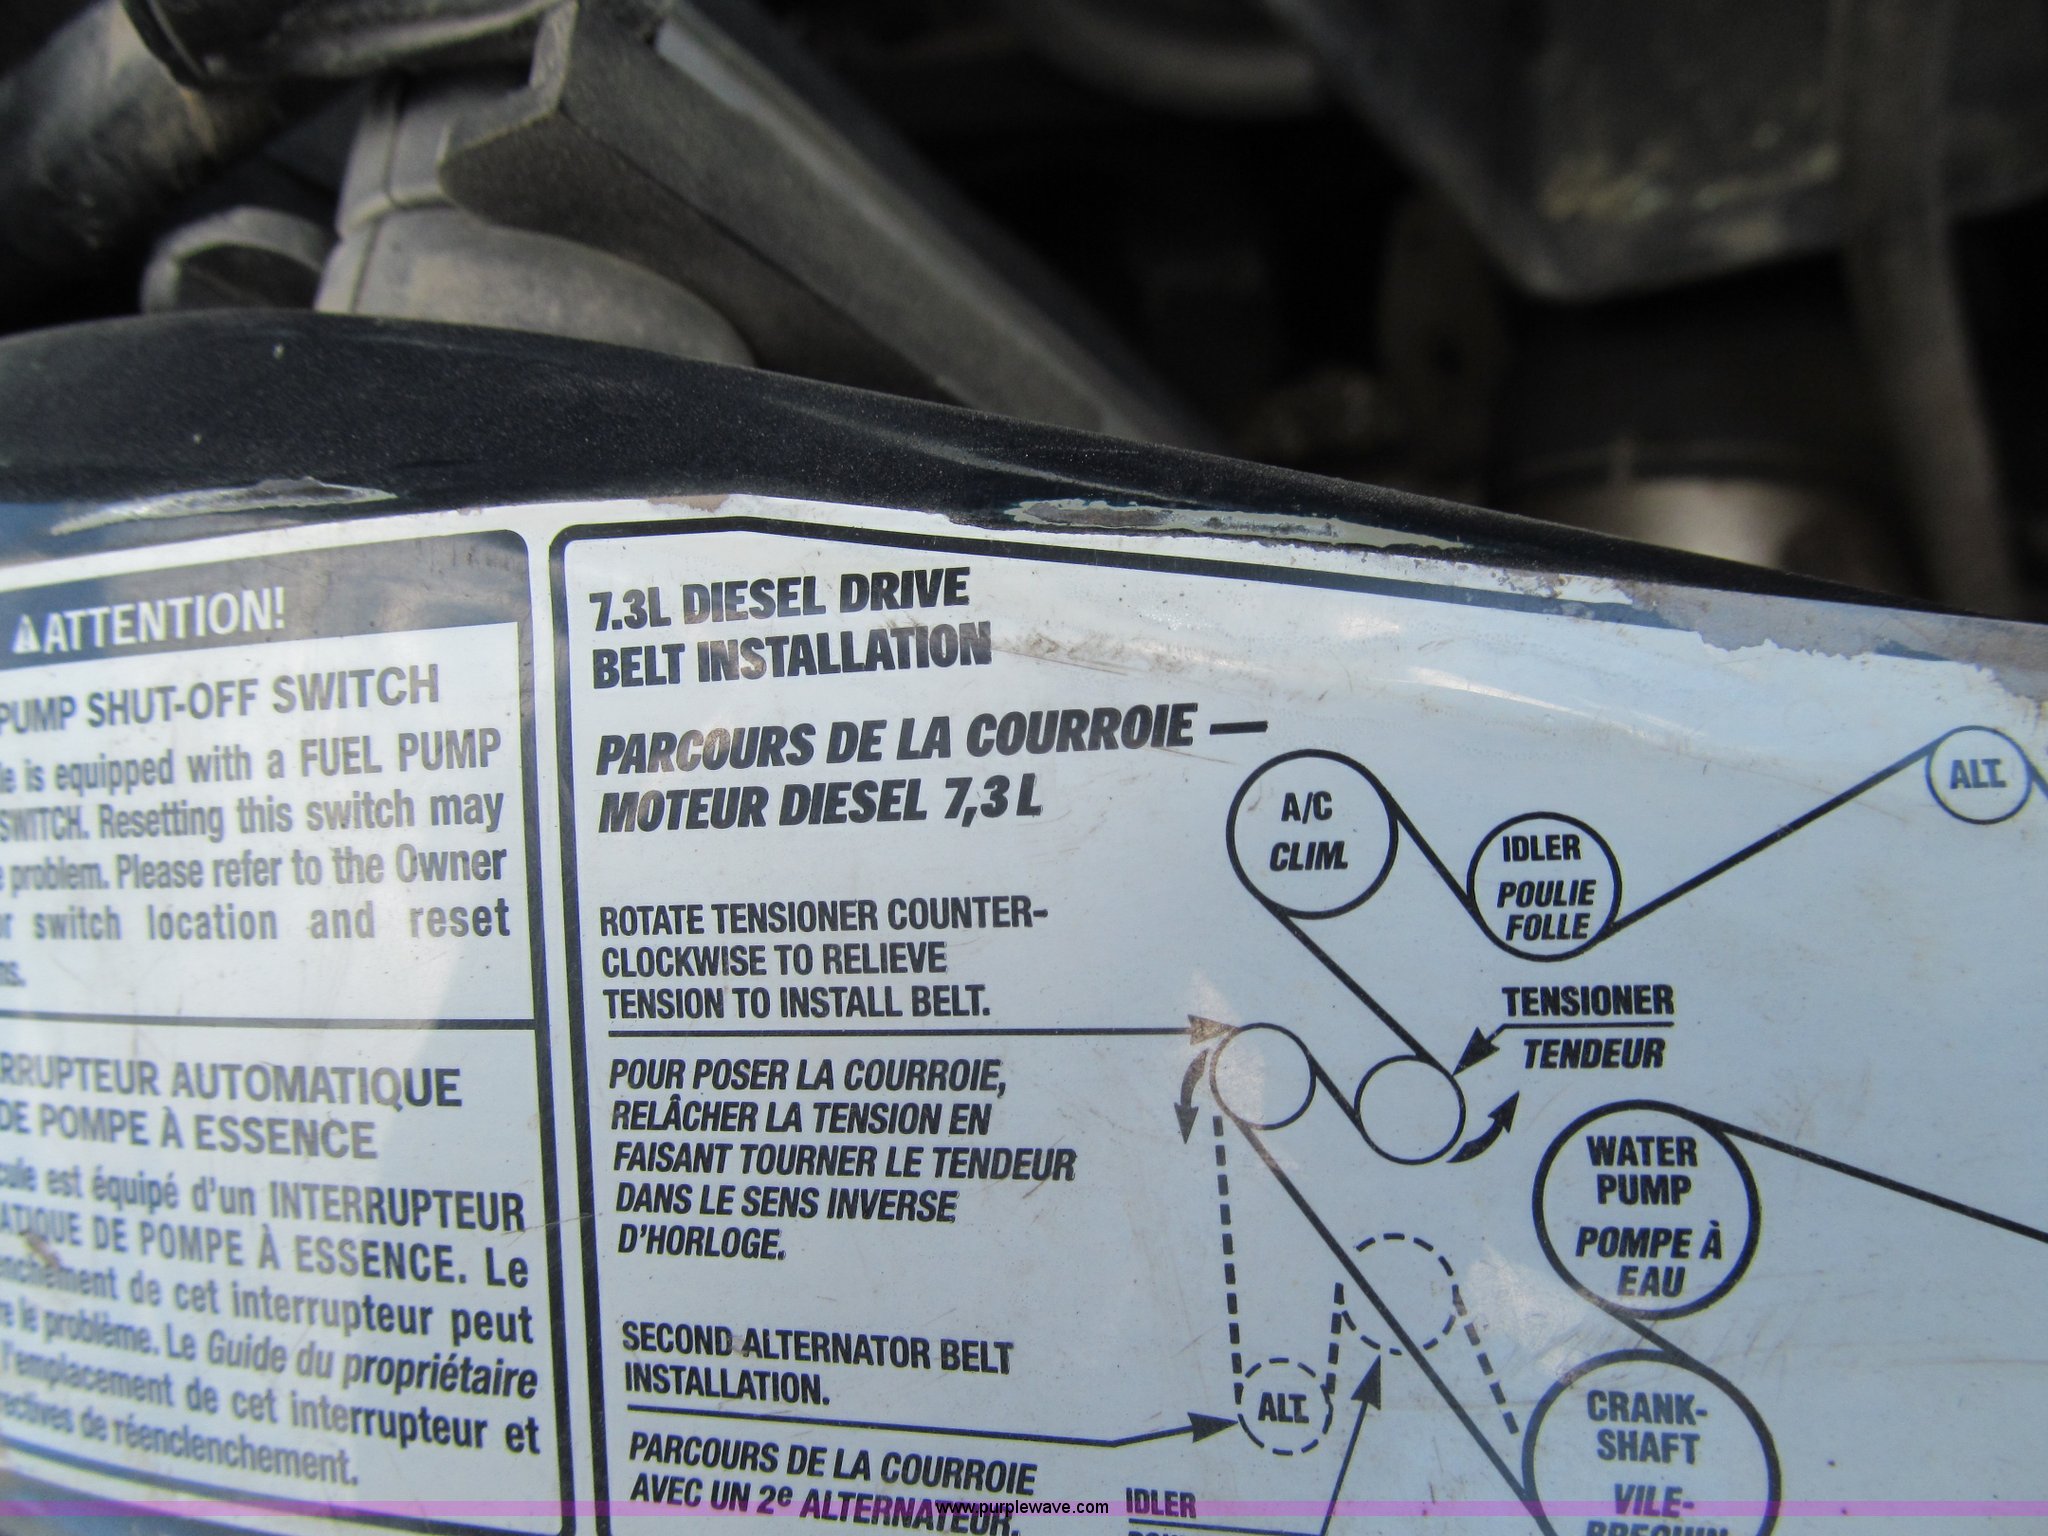 ATTENTION!
PUMP SHUT-OFF SWITCH
is equipped with a FUEL PUMP
SWITCH. Resetting this switch may
problem. Please refer to the Owner
switch location and reset
7.3L DIESEL DRIVE
BELT INSTALLATION
PARCOURS DE LA COURROIE —
MOTEUR DIESEL 7,3 L
ROTATE TENSIONER COUNTER-
CLOCKWISE TO RELIEVE
TENSION TO INSTALL BELT.
POUR POSER LA COURROIE,
RELÂCHER LA TENSION EN
FAISANT TOURNER LE TENDEUR
DANS LE SENS INVERSE
D'HORLOGE.
SECOND ALTERNATOR BELT
INSTALLATION.
PARCOURS DE LA COURROIE
AVEC UN 2e ALTERNATEUR.
A/C
CLIM.
IDLER
POULIE
FOLLE
ALT.
TENSIONER
TENDEUR
WATER
PUMP
POMPE À
EAU
ALT.
CRANK-
SHAFT
VILE-
BREQUIN
IDLER
AUTOMATIQUE
DE POMPE À ESSENCE
est équipé d'un INTERRUPTEUR
DE POMPE À ESSENCE. Le
de cet interrupteur peut
le problème. Le Guide du propriétaire
l'emplacement de cet interrupteur et
de réenclenchement.
www.purplewave.com